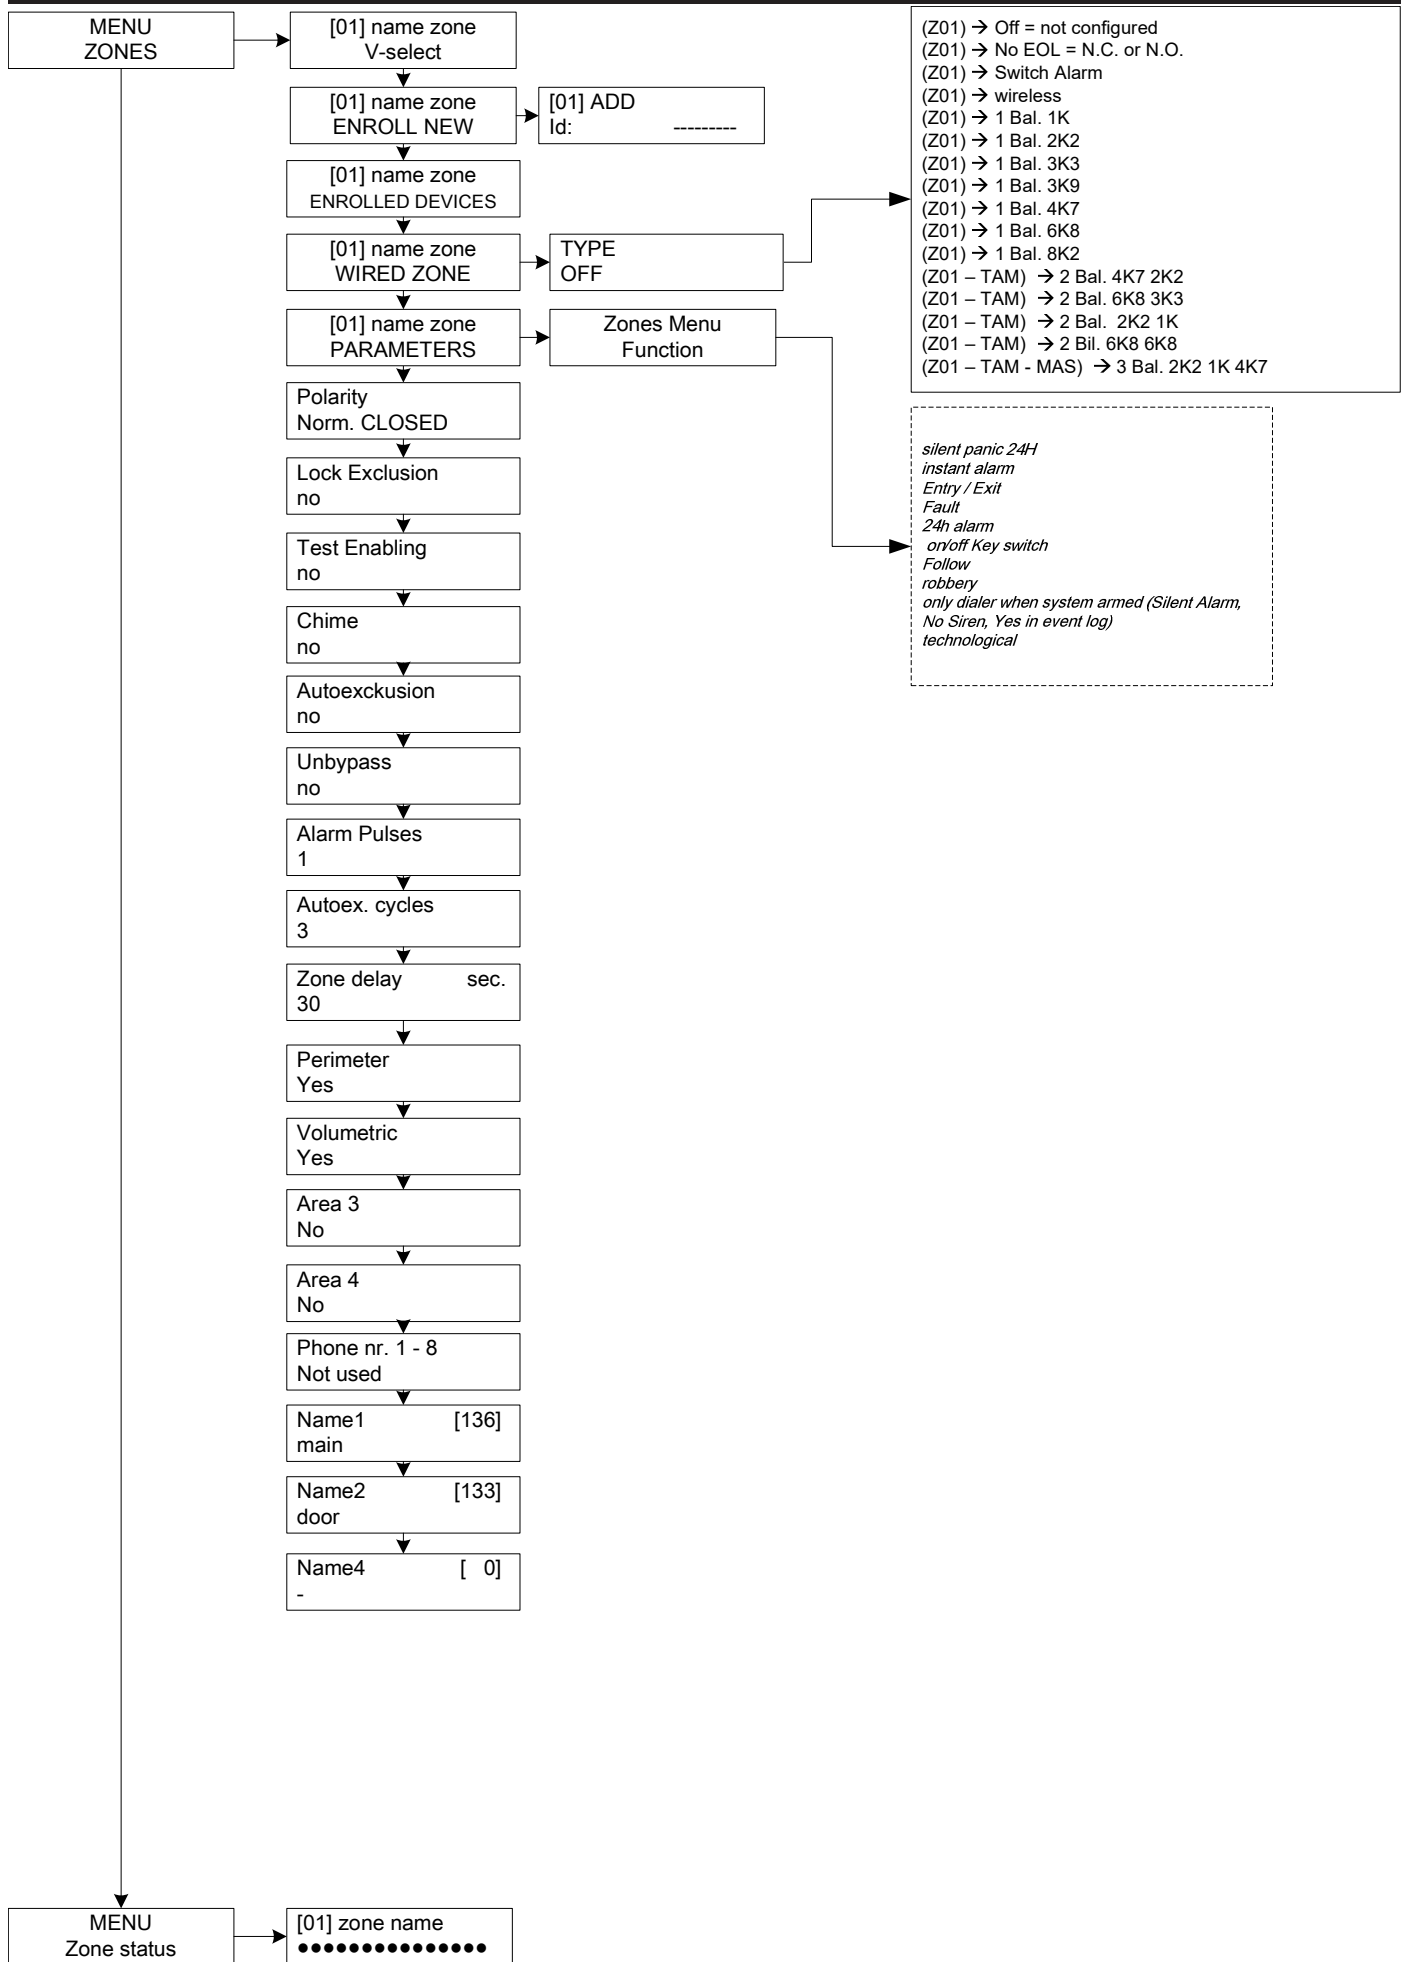 MENU
ZONES
[01] name zone
V-select
[01] name zone
ENROLL NEW
[01] ADD
Id: ---------
[01] name zone
ENROLLED DEVICES
[01] name zone
WIRED ZONE
TYPE
OFF
[01] name zone
PARAMETERS
Zones Menu
Function
(Z01) → Off = not configured
(Z01) → No EOL = N.C. or N.O.
(Z01) → Switch Alarm
(Z01) → wireless
(Z01) → 1 Bal. 1K
(Z01) → 1 Bal. 2K2
(Z01) → 1 Bal. 3K3
(Z01) → 1 Bal. 3K9
(Z01) → 1 Bal. 4K7
(Z01) → 1 Bal. 6K8
(Z01) → 1 Bal. 8K2
(Z01 – TAM) → 2 Bal. 4K7 2K2
(Z01 – TAM) → 2 Bal. 6K8 3K3
(Z01 – TAM) → 2 Bal. 2K2 1K
(Z01 – TAM) → 2 Bil. 6K8 6K8
(Z01 – TAM - MAS) → 3 Bal. 2K2 1K 4K7
silent panic 24H
instant alarm
Entry / Exit
Fault
24h alarm
on/off Key switch
Follow
robbery
only dialer when system armed (Silent Alarm,
No Siren, Yes in event log)
technological
Polarity
Norm. CLOSED
Lock Exclusion
no
Test Enabling
no
Chime
no
Autoexckusion
no
Unbypass
no
Alarm Pulses
1
Autoex. cycles
3
Zone delay sec.
30
Perimeter
Yes
Volumetric
Yes
Area 3
No
Area 4
No
Phone nr. 1 - 8
Not used
Name1 [136]
main
Name2 [133]
door
Name4 [ 0]
-
MENU
Zone status
[01] zone name
●●●●●●●●●●●●●●●